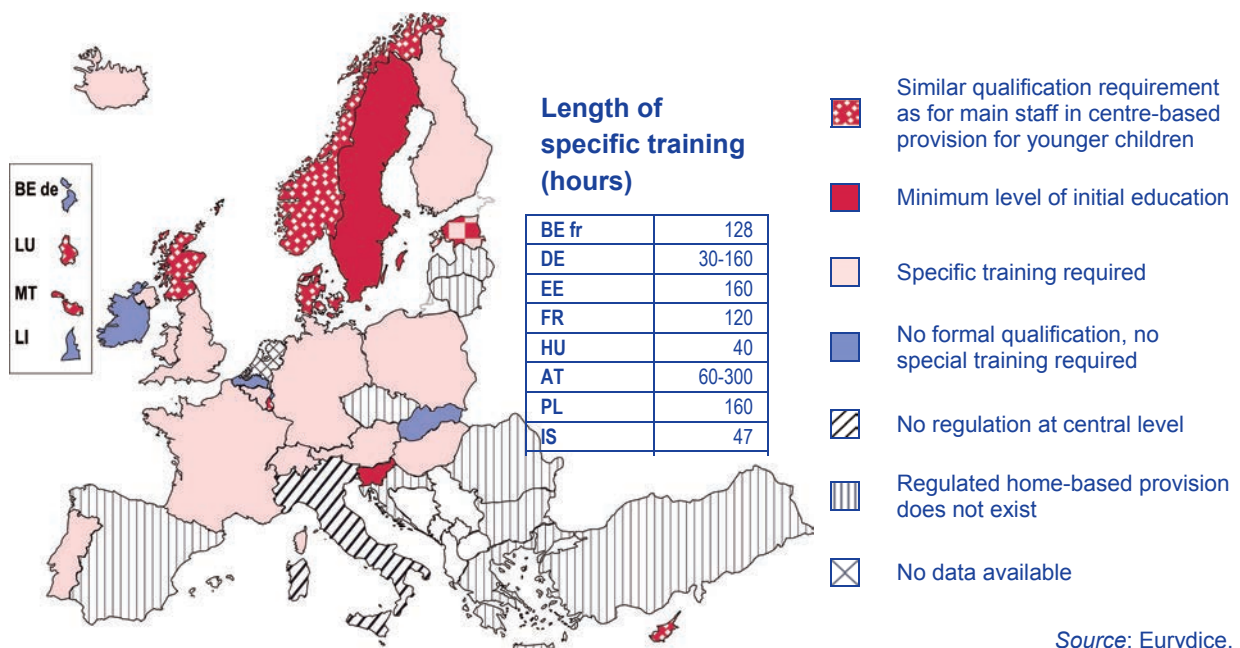 BE de
LU
MT
LI
Length of
specific training
(hours)
BE fr 128
DE 30-160
EE 160
FR 120
HU 40
AT 60-300
PL 160
IS 47
Similar qualification requirement
as for main staff in centre-based
provision for younger children
Minimum level of initial education
Specific training required
No formal qualification, no
special training required
No regulation at central level
Regulated home-based provision
does not exist
No data available
Source: Eurydice.